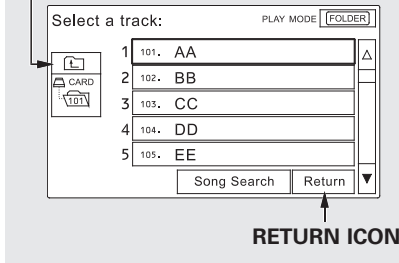 Select a track:
PLAY MODE FOLDER
1 101. AA
CARD
2 102. BB
101
3 103. CC
4 104. DD
5 105. EE
Song Search Return
RETURN ICON